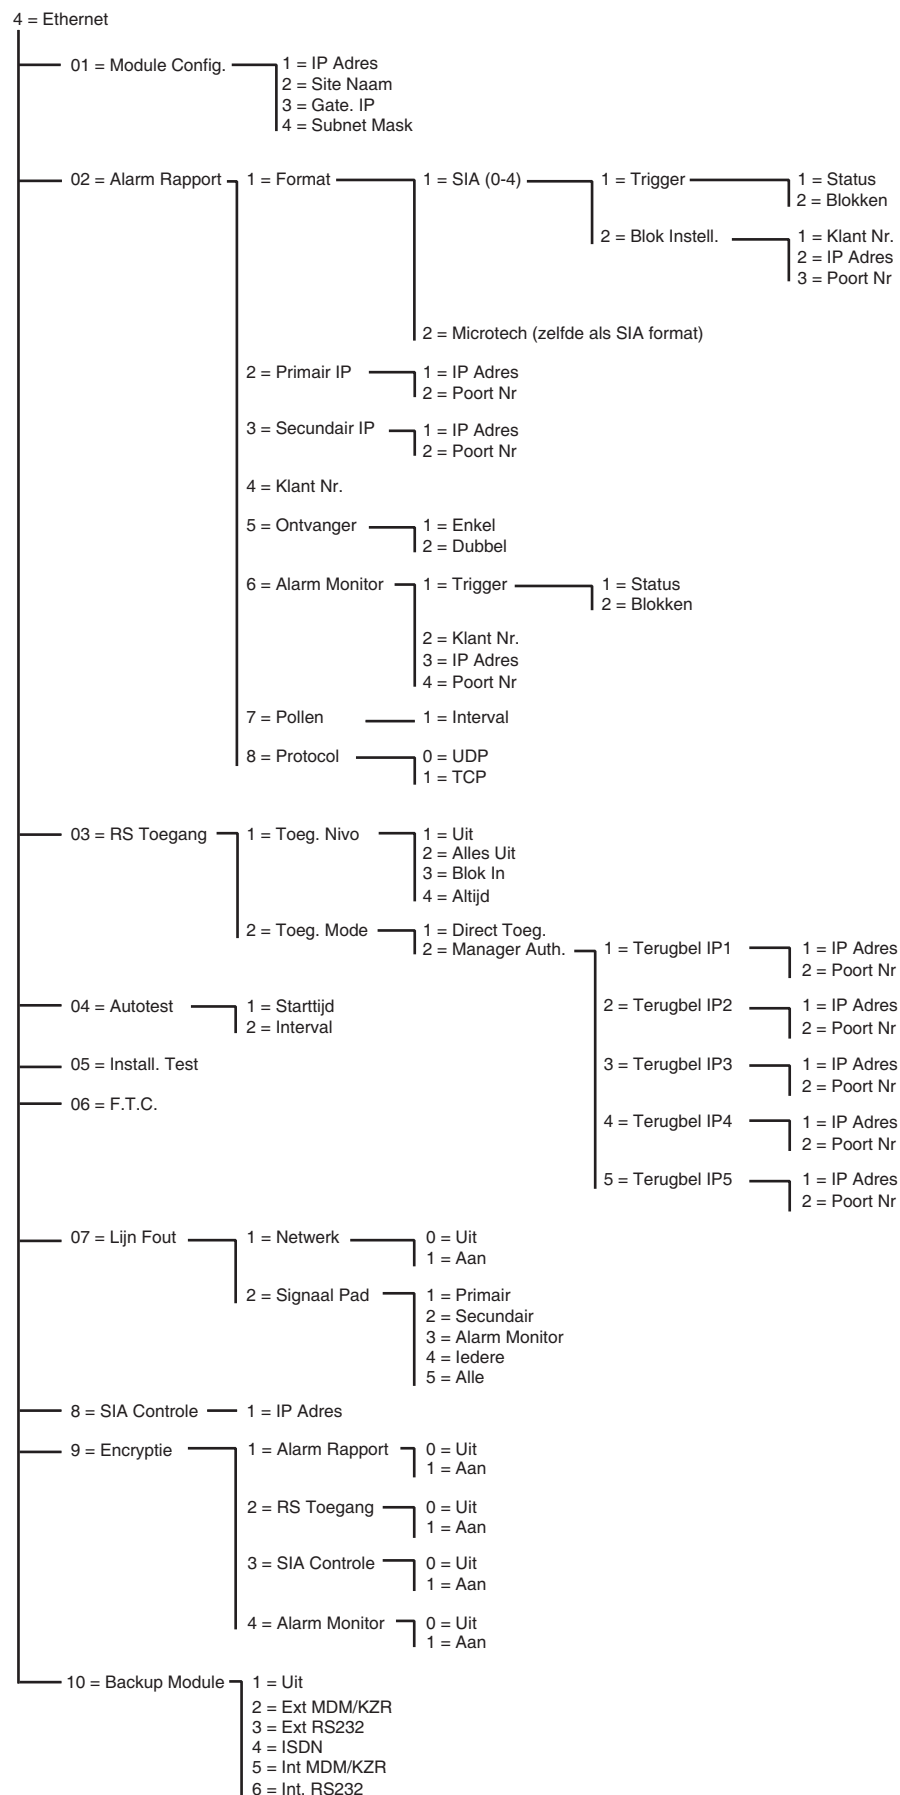 4 = Ethernet
01 = Module Config.
1 = IP Adres
2 = Site Naam
3 = Gate. IP
4 = Subnet Mask
02 = Alarm Rapport
1 = Format
1 = SIA (0-4)
1 = Trigger
1 = Status
2 = Blokken
2 = Blok Instell.
1 = Klant Nr.
2 = IP Adres
3 = Poort Nr
2 = Microtech (zelfde als SIA format)
2 = Primair IP
1 = IP Adres
2 = Poort Nr
3 = Secundair IP
1 = IP Adres
2 = Poort Nr
4 = Klant Nr.
5 = Ontvanger
1 = Enkel
2 = Dubbel
6 = Alarm Monitor
1 = Trigger
1 = Status
2 = Blokken
2 = Klant Nr.
3 = IP Adres
4 = Poort Nr
7 = Pollen
1 = Interval
8 = Protocol
0 = UDP
1 = TCP
03 = RS Toegang
1 = Toeg. Nivo
1 = Uit
2 = Alles Uit
3 = Blok In
4 = Altijd
2 = Toeg. Mode
1 = Direct Toeg.
2 = Manager Auth.
1 = Terugbel IP1
1 = IP Adres
2 = Poort Nr
2 = Terugbel IP2
1 = IP Adres
2 = Poort Nr
3 = Terugbel IP3
1 = IP Adres
2 = Poort Nr
4 = Terugbel IP4
1 = IP Adres
2 = Poort Nr
5 = Terugbel IP5
1 = IP Adres
2 = Poort Nr
04 = Autotest
1 = Starttijd
2 = Interval
05 = Install. Test
06 = F.T.C.
07 = Lijn Fout
1 = Netwerk
0 = Uit
1 = Aan
2 = Signaal Pad
1 = Primair
2 = Secundair
3 = Alarm Monitor
4 = Iedere
5 = Alle
8 = SIA Controle
1 = IP Adres
9 = Encryptie
1 = Alarm Rapport
0 = Uit
1 = Aan
2 = RS Toegang
0 = Uit
1 = Aan
3 = SIA Controle
0 = Uit
1 = Aan
4 = Alarm Monitor
0 = Uit
1 = Aan
10 = Backup Module
1 = Uit
2 = Ext MDM/KZR
3 = Ext RS232
4 = ISDN
5 = Int MDM/KZR
6 = Int. RS232